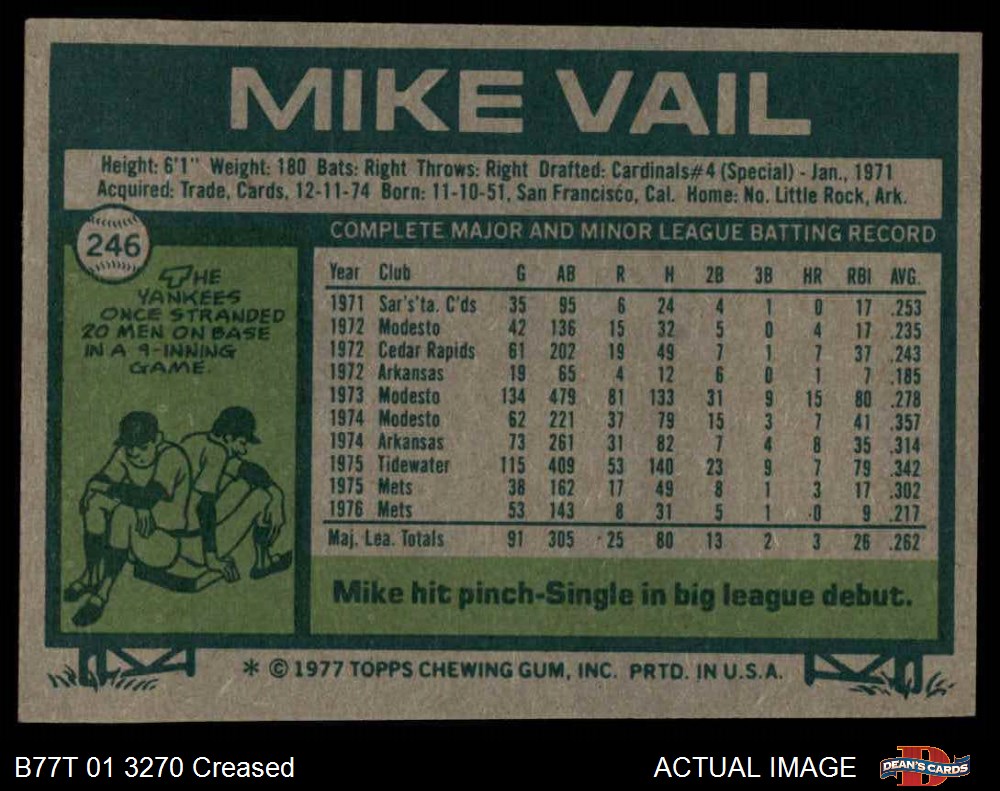 MIKE VAIL
Height: 6'1" Weight: 180 Bats: Right Throws: Right Drafted: Cardinals#4 (Special) - Jan., 1971
Acquired: Trade, Cards, 12-11-74 Born: 11-10-51, San Francisco, Cal. Home: No. Little Rock, Ark.
246
THE
YANKEES
ONCE STRANDED
20 MEN ON BASE
IN A 9-INNING
GAME.
COMPLETE MAJOR AND MINOR LEAGUE BATTING RECORD
Year Club G AB R H 2B 3B HR RBI AVG.
1971 Sar's'ta. C'ds 35 95 6 24 4 1 0 17 .253
1972 Modesto 42 136 15 32 5 0 4 17 .235
1972 Cedar Rapids 61 202 19 49 7 1 7 37 .243
1972 Arkansas 19 65 4 12 6 0 1 7 .185
1973 Modesto 134 479 81 133 31 9 15 80 .278
1974 Modesto 62 221 37 79 15 3 7 41 .357
1974 Arkansas 73 261 31 82 7 4 8 35 .314
1975 Tidewater 115 409 53 140 23 9 7 79 .342
1975 Mets 38 162 17 49 8 1 3 17 .302
1976 Mets 53 143 8 31 5 1 0 9 .217
Maj. Lea. Totals 91 305 25 80 13 2 3 26 .262
Mike hit pinch-Single in big league debut.
* © 1977 TOPPS CHEWING GUM, INC. PRTD. IN U.S.A.
B77T 01 3270 Creased
ACTUAL IMAGE
D
DEAN'S CARDS